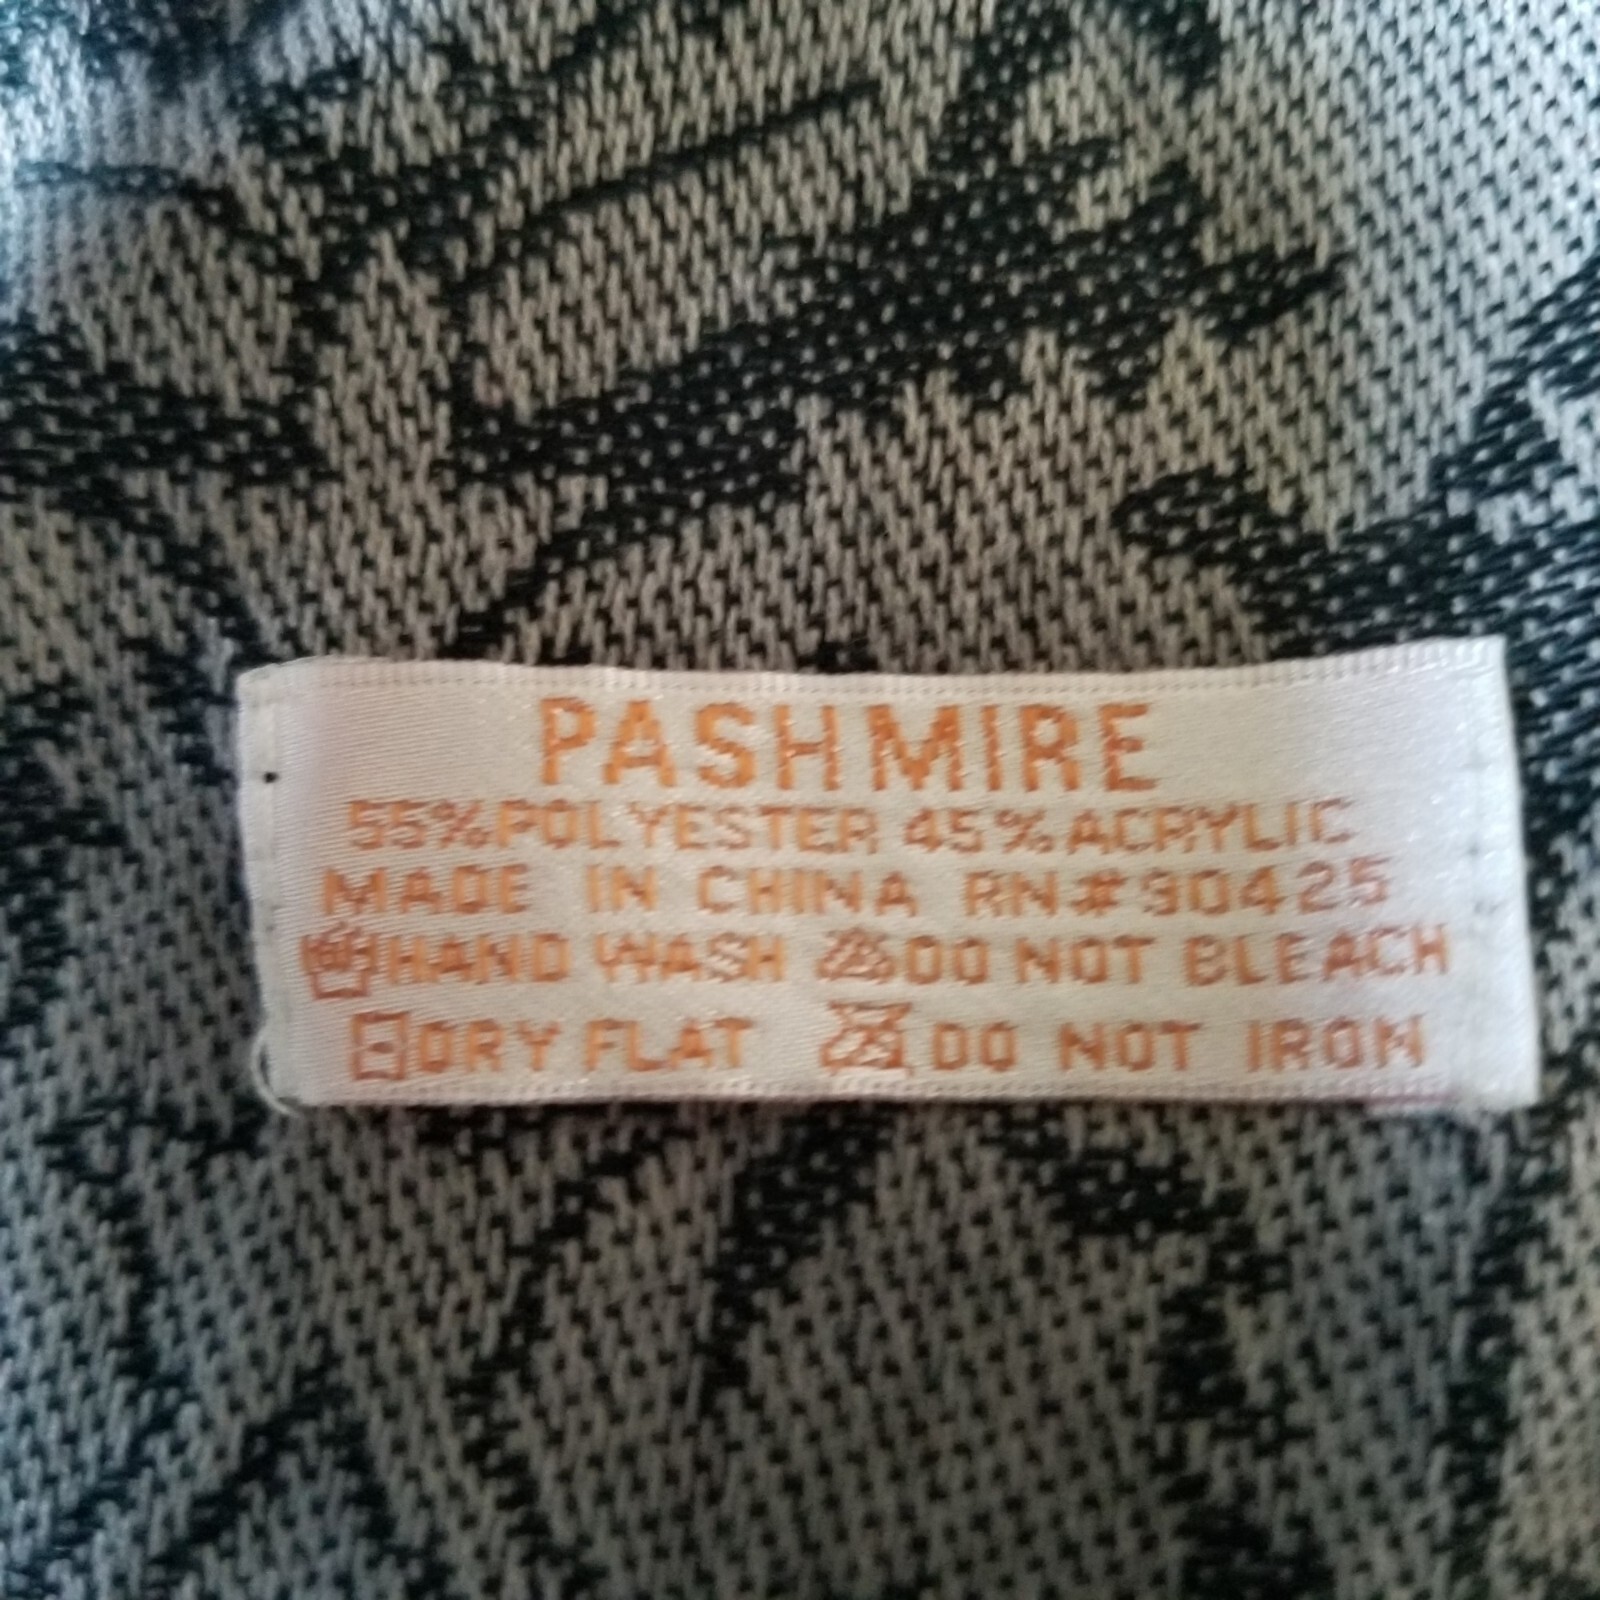 PASHMIRE
55% POLYESTER 45% ACRYLIC
MADE IN CHINA RN#90425
HAND WASH DO NOT BLEACH
DRY FLAT DO NOT IRON